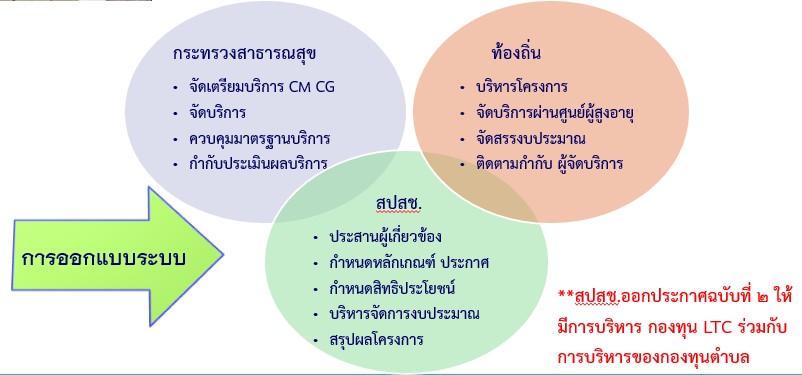 กระทรวงสาธารณสุข
• จัดเตรียมบริการ CM CG
• จัดบริการ
• ควบคุมมาตรฐานบริการ
• กำกับประเมินผลบริการ
ท้องถิ่น
• บริหารโครงการ
• จัดบริการผ่านศูนย์ผู้สูงอายุ
• จัดสรรงบประมาณ
• ติดตามกำกับ ผู้จัดบริการ
การออกแบบระบบ
สปสช.
• ประสานผู้เกี่ยวข้อง
• กำหนดหลักเกณฑ์ ประกาศ
• กำหนดสิทธิประโยชน์
• บริหารจัดการงบประมาณ
• สรุปผลโครงการ
**สปสช.ออกประกาศฉบับที่ ๒ ให้
มีการบริหาร กองทุน LTC ร่วมกับ
การบริหารของกองทุนตำบล